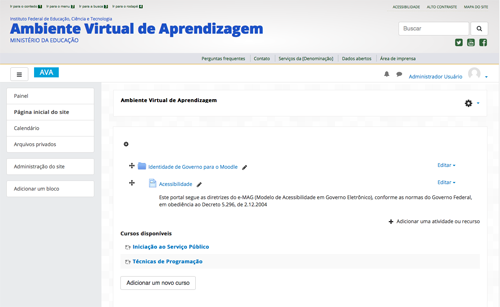 Ir para o conteúdo 1 Ir para o menu 2 Ir para a busca 3 Ir para o rodapé 4
ACESSIBILIDADE ALTO CONTRASTE MAPA DO SITE
Instituto Federal de Educação, Ciência e Tecnologia
Ambiente Virtual de Aprendizagem
MINISTÉRIO DA EDUCAÇÃO
Buscar
Perguntas frequentes Contato Serviços da [Denominação] Dados abertos Área de imprensa
AVA
Administrador Usuário
Painel
Página inicial do site
Calendário
Arquivos privados
Administração do site
Adicionar um bloco
Ambiente Virtual de Aprendizagem
Identidade de Governo para o Moodle Editar
Acessibilidade Editar
Este portal segue as diretrizes do e-MAG (Modelo de Acessibilidade em Governo Eletrônico), conforme as normas do Governo Federal,
em obediência ao Decreto 5.296, de 2.12.2004
Adicionar uma atividade ou recurso
Cursos disponíveis
Iniciação ao Serviço Público
Técnicas de Programação
Adicionar um novo curso